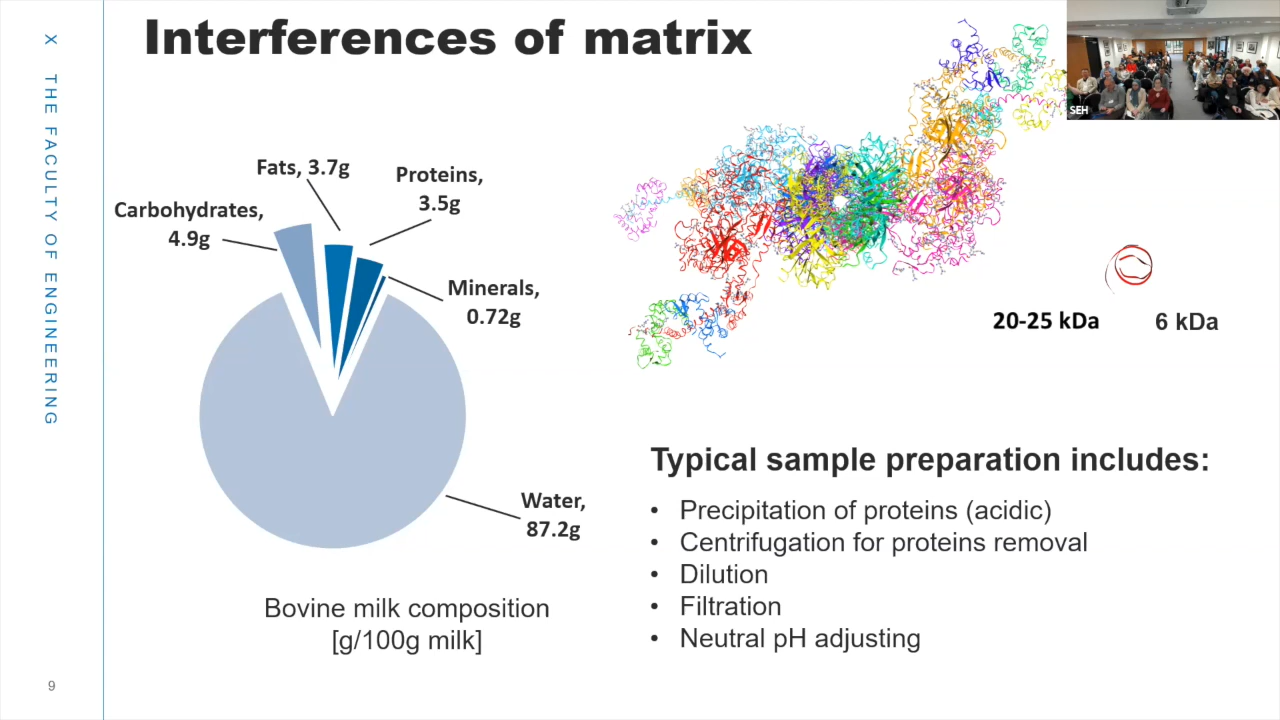 X THE FACULTY OF ENGINEERING
Interferences of matrix
SEH
Fats, 3.7g
Proteins,
3.5g
Carbohydrates,
4.9g
Minerals,
0.72g
Water,
87.2g
Bovine milk composition
[g/100g milk]
20-25 kDa
6 kDa
Typical sample preparation includes:
• Precipitation of proteins (acidic)
• Centrifugation for proteins removal
• Dilution
• Filtration
• Neutral pH adjusting
9